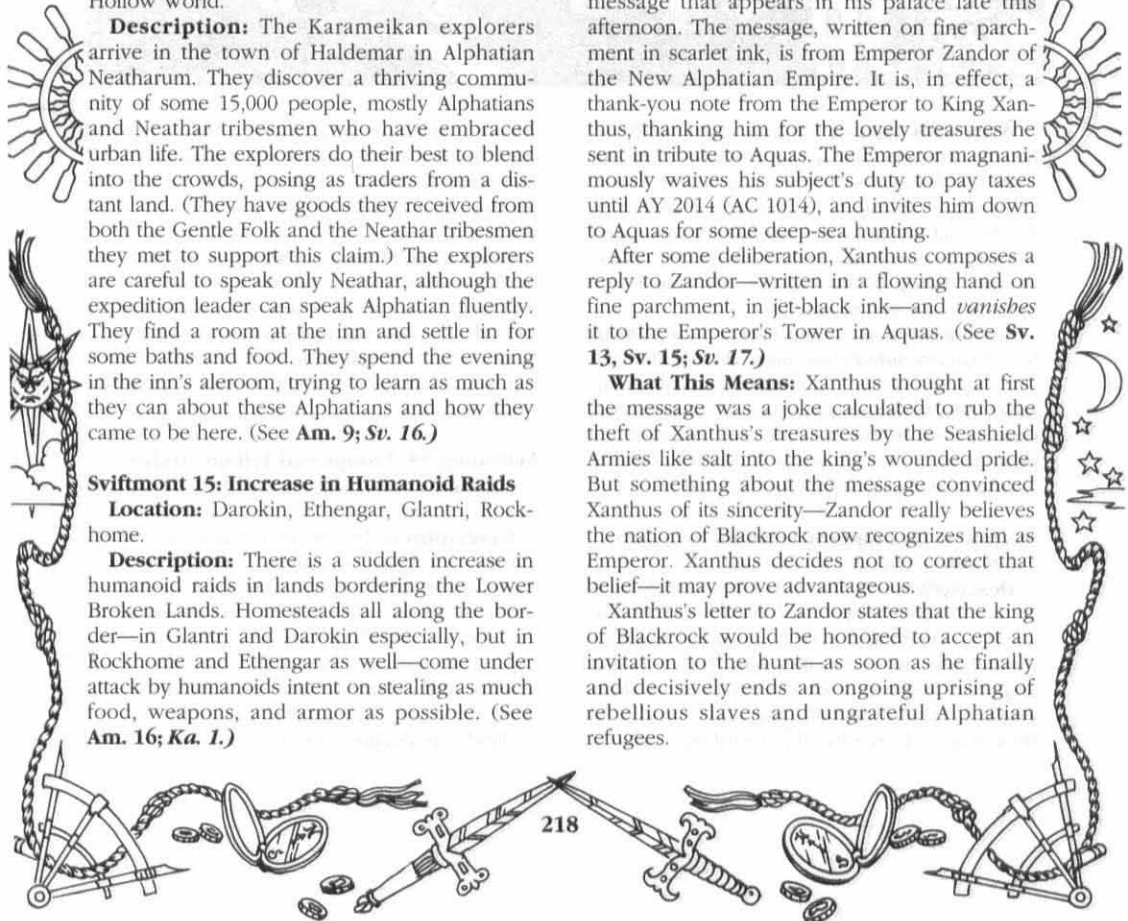 Hollow World.
Description: The Karameikan explorers
arrive in the town of Haldemar in Alphatian
Neatharum. They discover a thriving commu-
nity of some 15,000 people, mostly Alphatians
and Neathar tribesmen who have embraced
urban life. The explorers do their best to blend
into the crowds, posing as traders from a dis-
tant land. (They have goods they received from
both the Gentle Folk and the Neathar tribesmen
they met to support this claim.) The explorers
are careful to speak only Neathar, although the
expedition leader can speak Alphatian fluently.
They find a room at the inn and settle in for
some baths and food. They spend the evening
in the inn's aleroom, trying to learn as much as
they can about these Alphatians and how they
came to be here. (See Am. 9; Sv. 16.)
Sviftmont 15: Increase in Humanoid Raids
Location: Darokin, Ethengar, Glantri, Rock-
home.
Description: There is a sudden increase in
humanoid raids in lands bordering the Lower
Broken Lands. Homesteads all along the bor-
der—in Glantri and Darokin especially, but in
Rockhome and Ethengar as well—come under
attack by humanoids intent on stealing as much
food, weapons, and armor as possible. (See
Am. 16; Ka. 1.)
message that appears in his palace late this
afternoon. The message, written on fine parch-
ment in scarlet ink, is from Emperor Zandor of
the New Alphatian Empire. It is, in effect, a
thank-you note from the Emperor to King Xan-
thus, thanking him for the lovely treasures he
sent in tribute to Aquas. The Emperor magnani-
mously waives his subject's duty to pay taxes
until AY 2014 (AC 1014), and invites him down
to Aquas for some deep-sea hunting.
After some deliberation, Xanthus composes a
reply to Zandor—written in a flowing hand on
fine parchment, in jet-black ink—and vanishes
it to the Emperor's Tower in Aquas. (See Sv.
13, Sv. 15; Sv. 17.)
What This Means: Xanthus thought at first
the message was a joke calculated to rub the
theft of Xanthus's treasures by the Seashield
Armies like salt into the king's wounded pride.
But something about the message convinced
Xanthus of its sincerity—Zandor really believes
the nation of Blackrock now recognizes him as
Emperor. Xanthus decides not to correct that
belief—it may prove advantageous.
Xanthus's letter to Zandor states that the king
of Blackrock would be honored to accept an
invitation to the hunt—as soon as he finally
and decisively ends an ongoing uprising of
rebellious slaves and ungrateful Alphatian
refugees.
218